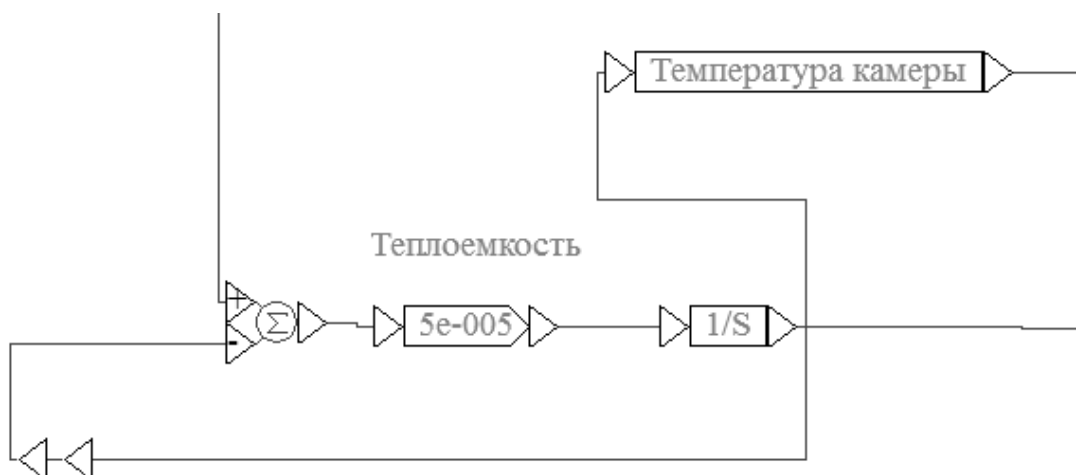 Температура камеры
Теплоемкость
+
Σ
-
5e-005
1/S